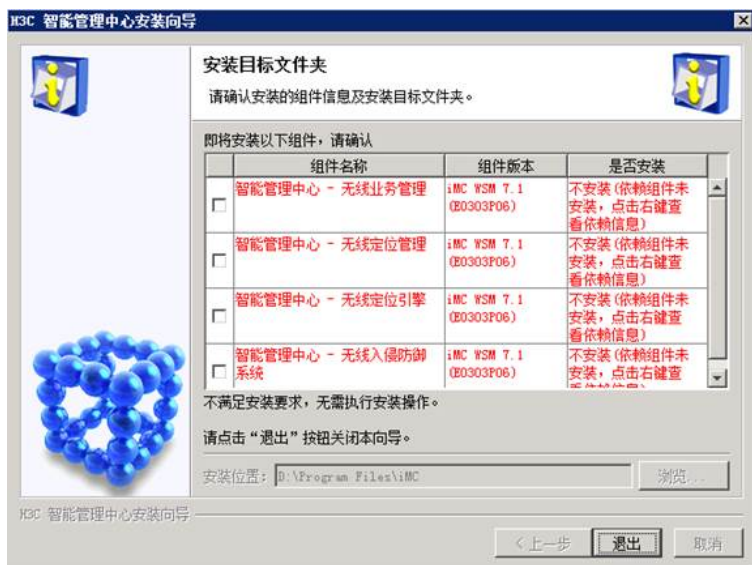 H3C 智能管理中心安装向导
安装目标文件夹
请确认安装的组件信息及安装目标文件夹。
即将安装以下组件，请确认
组件名称 组件版本 是否安装
智能管理中心 - 无线业务管理 iMC WSM 7.1 不安装(依赖组件未
(E0303P06) 安装，点击右键查
看依赖信息)
智能管理中心 - 无线定位管理 iMC WSM 7.1 不安装(依赖组件未
(E0303P06) 安装，点击右键查
看依赖信息)
智能管理中心 - 无线定位引擎 iMC WSM 7.1 不安装(依赖组件未
(E0303P06) 安装，点击右键查
看依赖信息)
智能管理中心 - 无线入侵防御 iMC WSM 7.1 不安装(依赖组件未
系统 (E0303P06) 安装，点击右键查
不满足安装要求，无需执行安装操作。
请点击“退出”按钮关闭本向导。
安装位置: D:\Program Files\iMC 浏览...
H3C 智能管理中心安装向导
<上一步 退出 取消